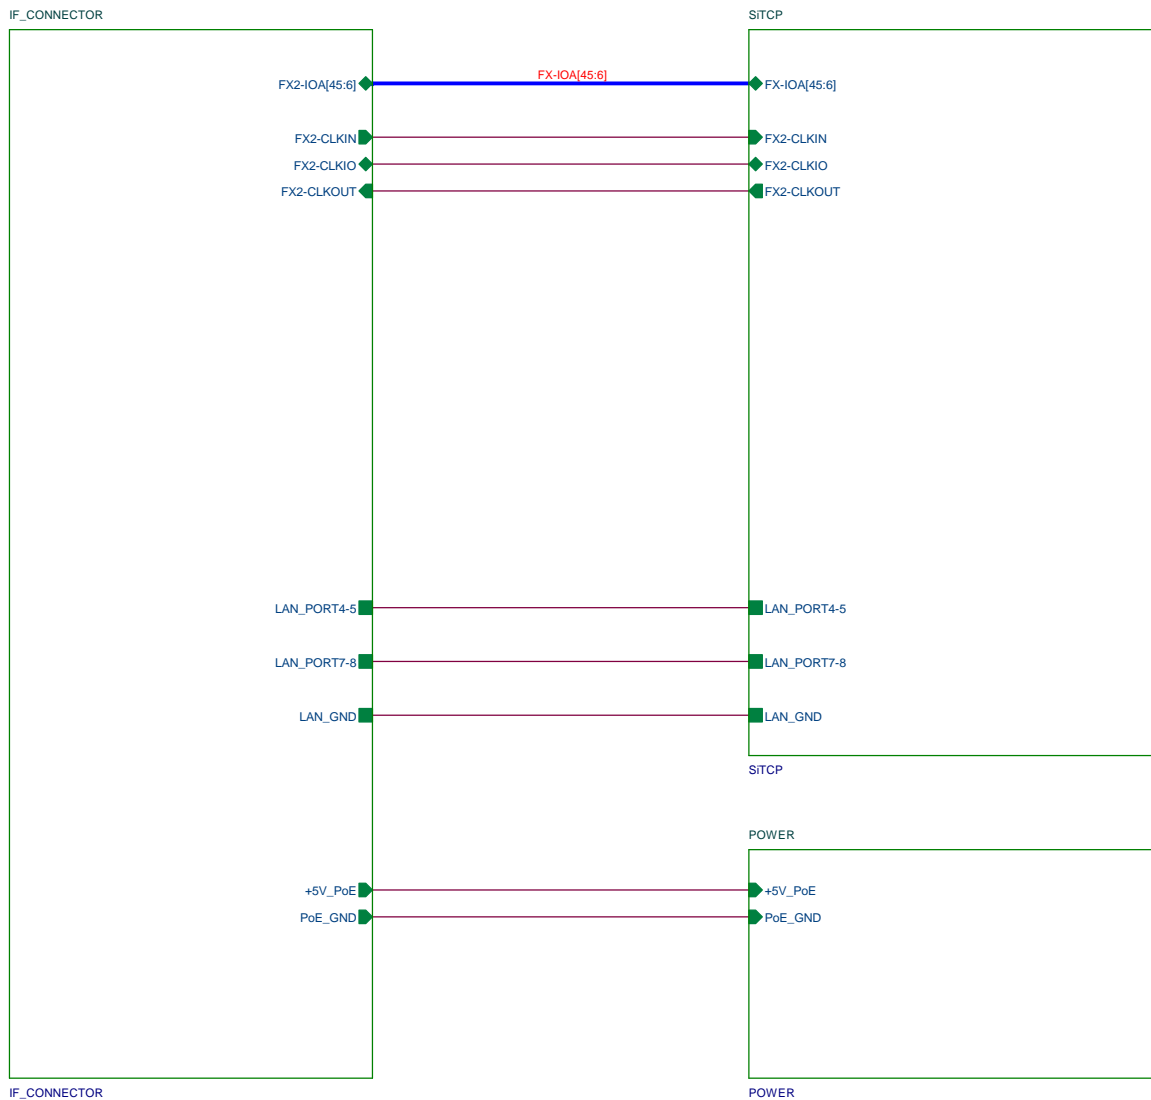 IF_CONNECTOR
SiTCP
FX2-IOA[45:6]
FX-IOA[45:6]
FX-IOA[45:6]
FX2-CLKIN
FX2-CLKIN
FX2-CLKIO
FX2-CLKIO
FX2-CLKOUT
FX2-CLKOUT
LAN_PORT4-5
LAN_PORT4-5
LAN_PORT7-8
LAN_PORT7-8
LAN_GND
LAN_GND
SiTCP
POWER
+5V_PoE
+5V_PoE
PoE_GND
PoE_GND
IF_CONNECTOR
POWER